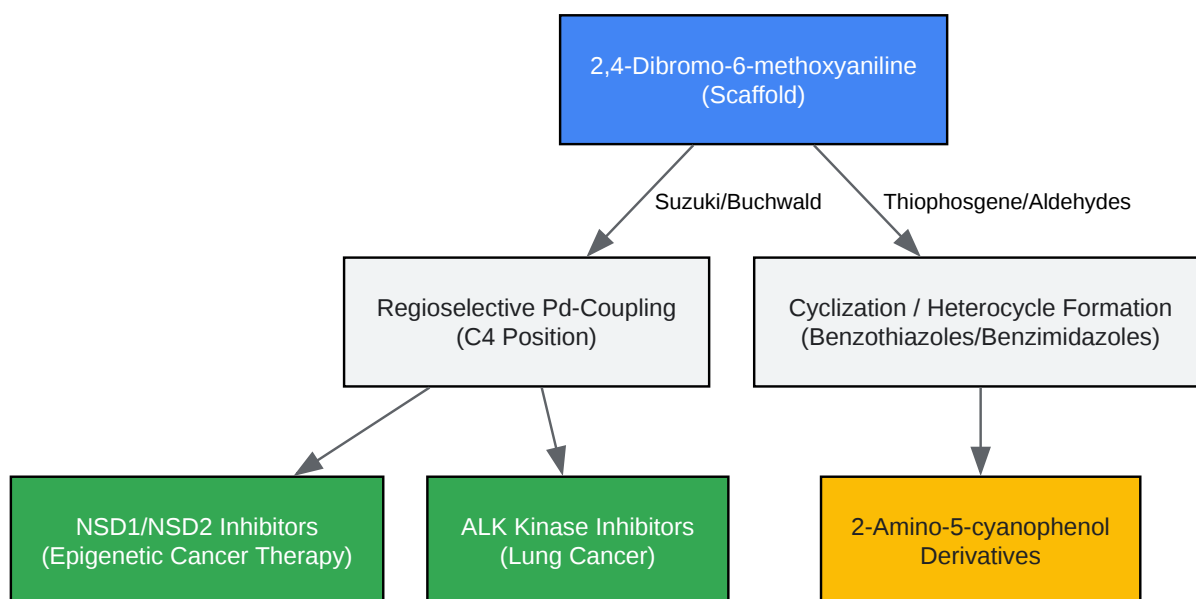 2,4-Dibromo-6-methoxyaniline
(Scaffold)
Suzuki/Buchwald
Thiophosgene/Aldehydes
Regioselective Pd-Coupling
(C4 Position)
Cyclization / Heterocycle Formation
(Benzothiazoles/Benzimidazoles)
NSD1/NSD2 Inhibitors
(Epigenetic Cancer Therapy)
ALK Kinase Inhibitors
(Lung Cancer)
2-Amino-5-cyanophenol
Derivatives